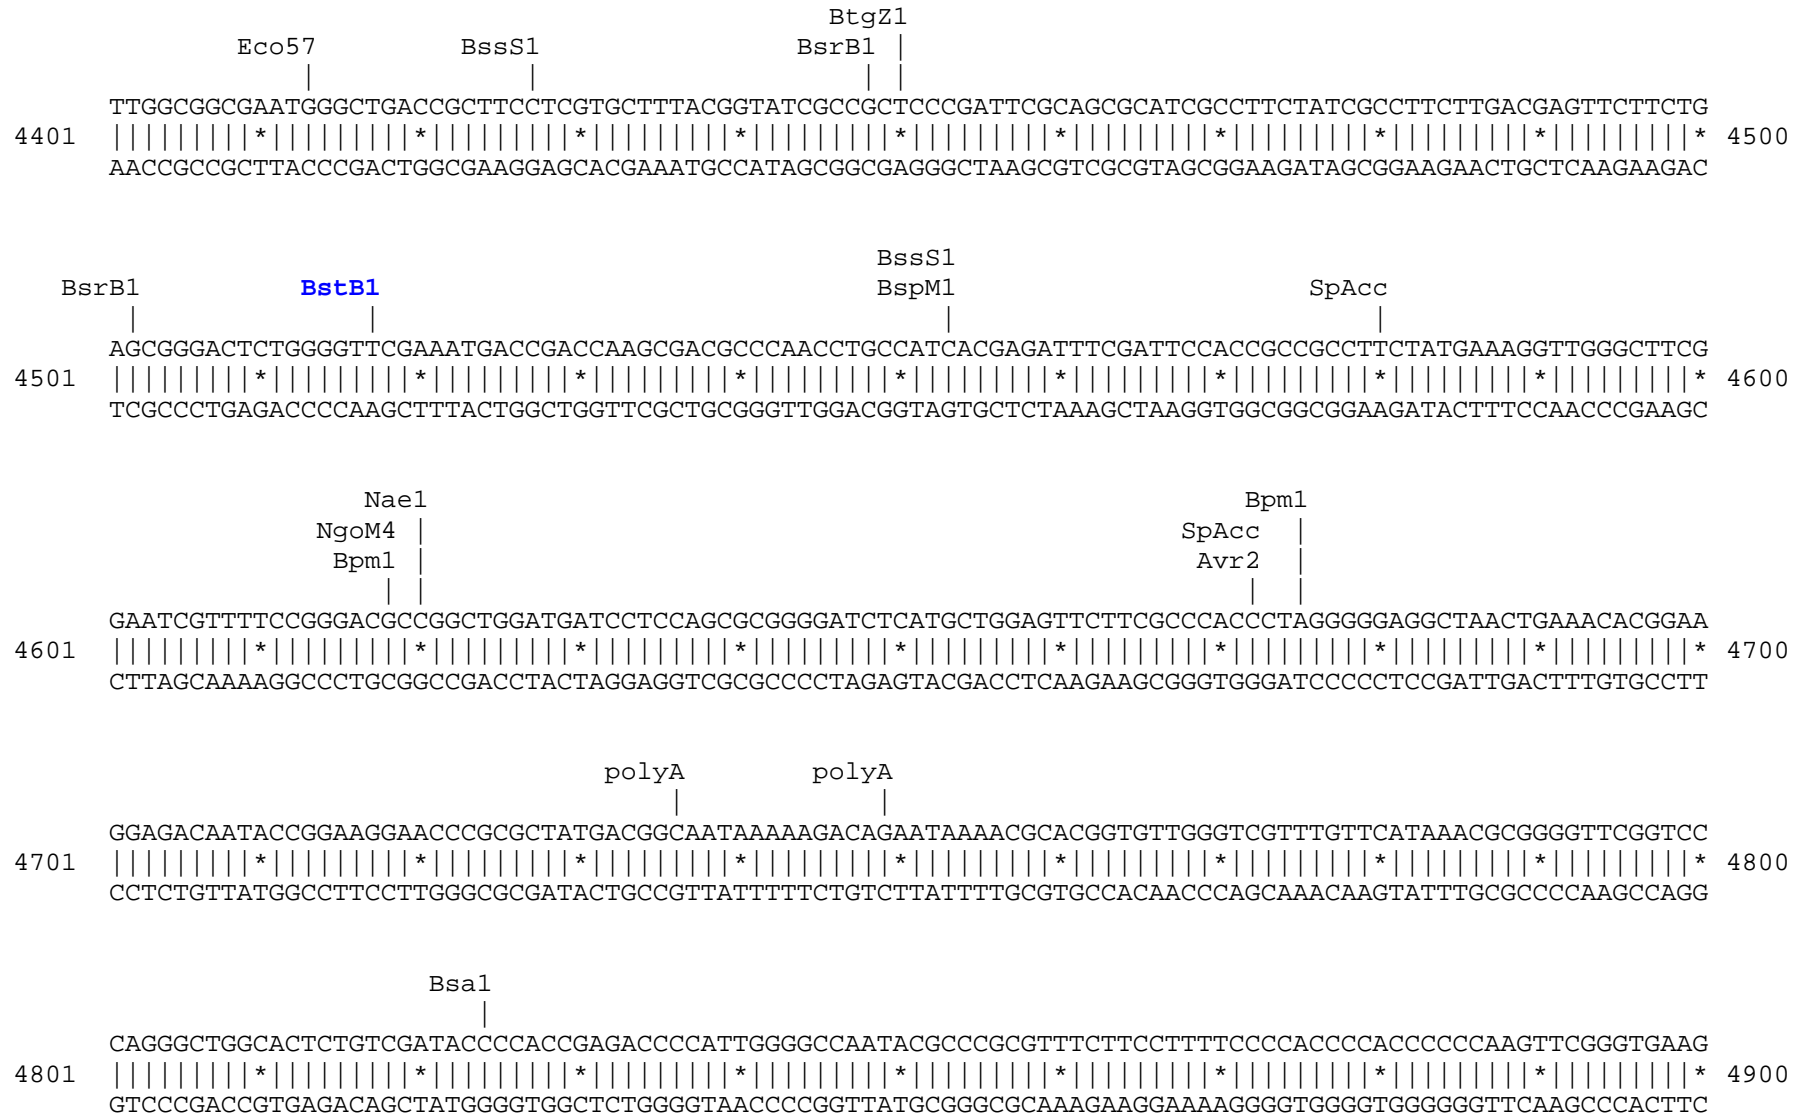 BtgZ1
Eco57 BssS1 BsrB1 |
| | | |
TTGGCGGCGAATGGGCTGACCGCTTCCTCGTGCTTTACGGTATCGCCGCTCCCGATTCGCAGCGCATCGCCTTCTATCGCCTTCTTGACGAGTTCTTCTG
4401 |||||||||*|||||||||*|||||||||*|||||||||*|||||||||*|||||||||*|||||||||*|||||||||*|||||||||*|||||||||* 4500
AACCGCCGCTTACCCGACTGGCGAAGGAGCACGAAATGCCATAGCGGCGAGGGCTAAGCGTCGCGTAGCGGAAGATAGCGGAAGAACTGCTCAAGAAGAC
BssS1
BsrB1 BstB1 BspM1 SpAcc
| | | |
AGCGGGACTCTGGGGTTCGAAATGACCGACCAAGCGACGCCCAACCTGCCATCACGAGATTTCGATTCCACCGCCGCCTTCTATGAAAGGTTGGGCTTCG
4501 |||||||||*|||||||||*|||||||||*|||||||||*|||||||||*|||||||||*|||||||||*|||||||||*|||||||||*|||||||||* 4600
TCGCCCTGAGACCCCAAGCTTTACTGGCTGGTTCGCTGCGGGTTGGACGGTAGTGCTCTAAAGCTAAGGTGGCGGCGGAAGATACTTTCCAACCCGAAGC
Nae1 Bpm1
NgoM4 | SpAcc |
Bpm1 | Avr2 |
| | | |
GAATCGTTTTCCGGGACGCCGGCTGGATGATCCTCCAGCGCGGGGATCTCATGCTGGAGTTCTTCGCCCACCCTAGGGGGAGGCTAACTGAAACACGGAA
4601 |||||||||*|||||||||*|||||||||*|||||||||*|||||||||*|||||||||*|||||||||*|||||||||*|||||||||*|||||||||* 4700
CTTAGCAAAAGGCCCTGCGGCCGACCTACTAGGAGGTCGCGCCCCTAGAGTACGACCTCAAGAAGCGGGTGGGATCCCCCTCCGATTGACTTTGTGCCTT
polyA polyA
| |
GGAGACAATACCGGAAGGAACCCGCGCTATGACGGCAATAAAAAGACAGAATAAAACGCACGGTGTTGGGTCGTTTGTTCATAAACGCGGGGTTCGGTCC
4701 |||||||||*|||||||||*|||||||||*|||||||||*|||||||||*|||||||||*|||||||||*|||||||||*|||||||||*|||||||||* 4800
CCTCTGTTATGGCCTTCCTTGGGCGCGATACTGCCGTTATTTTTCTGTCTTATTTTGCGTGCCACAACCCAGCAAACAAGTATTTGCGCCCCAAGCCAGG
Bsa1
|
CAGGGCTGGCACTCTGTCGATACCCCACCGAGACCCCATTGGGGCCAATACGCCCGCGTTTCTTCCTTTTCCCCACCCCACCCCCCAAGTTCGGGTGAAG
4801 |||||||||*|||||||||*|||||||||*|||||||||*|||||||||*|||||||||*|||||||||*|||||||||*|||||||||*|||||||||* 4900
GTCCCGACCGTGAGACAGCTATGGGGTGGCTCTGGGGTAACCCCGGTTATGCGGGCGCAAAGAAGGAAAAGGGGTGGGGTGGGGGGTTCAAGCCCACTTC